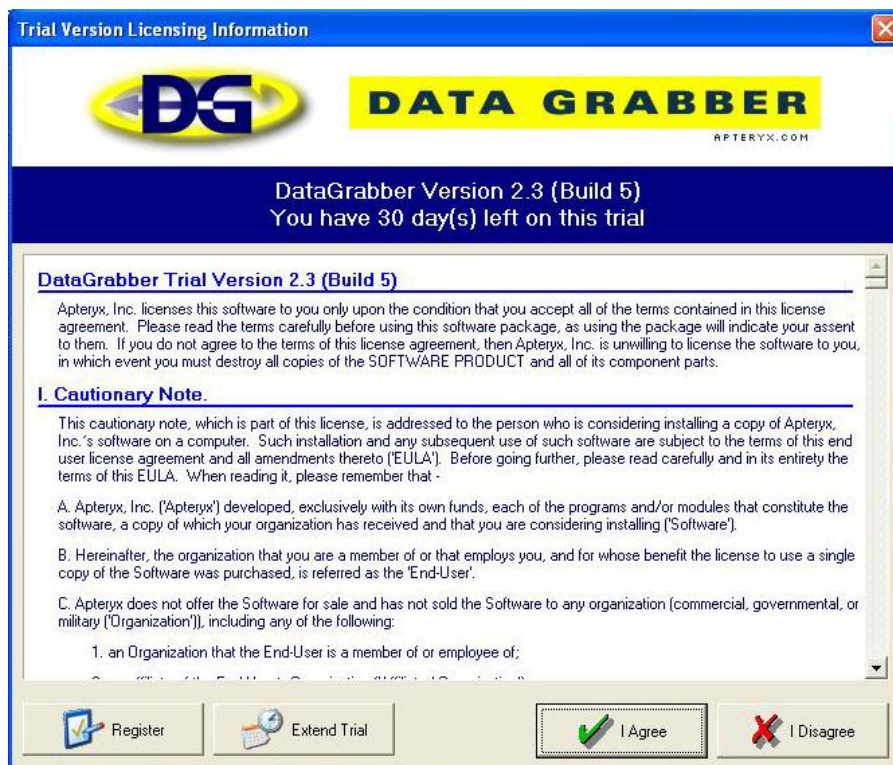 Trial Version Licensing Information
DG
DATA GRABBER
APTERYX.COM
DataGrabber Version 2.3 (Build 5)
You have 30 day(s) left on this trial
DataGrabber Trial Version 2.3 (Build 5)
Apteryx, Inc. licenses this software to you only upon the condition that you accept all of the terms contained in this license
agreement. Please read the terms carefully before using this software package, as using the package will indicate your assent
to them. If you do not agree to the terms of this license agreement, then Apteryx, Inc. is unwilling to license the software to you,
in which event you must destroy all copies of the SOFTWARE PRODUCT and all of its component parts.
I. Cautionary Note.
This cautionary note, which is part of this license, is addressed to the person who is considering installing a copy of Apteryx,
Inc.´s software on a computer. Such installation and any subsequent use of such software are subject to the terms of this end
user license agreement and all amendments thereto ('EULA'). Before going further, please read carefully and in its entirety the
terms of this EULA. When reading it, please remember that -
A. Apteryx, Inc. ('Apteryx') developed, exclusively with its own funds, each of the programs and/or modules that constitute the
software, a copy of which your organization has received and that you are considering installing ('Software').
B. Hereinafter, the organization that you are a member of or that employs you, and for whose benefit the license to use a single
copy of the Software was purchased, is referred as the 'End-User'.
C. Apteryx does not offer the Software for sale and has not sold the Software to any organization (commercial, governmental, or
military ('Organization')), including any of the following:
1. an Organization that the End-User is a member of or employee of;
Register
Extend Trial
I Agree
I Disagree